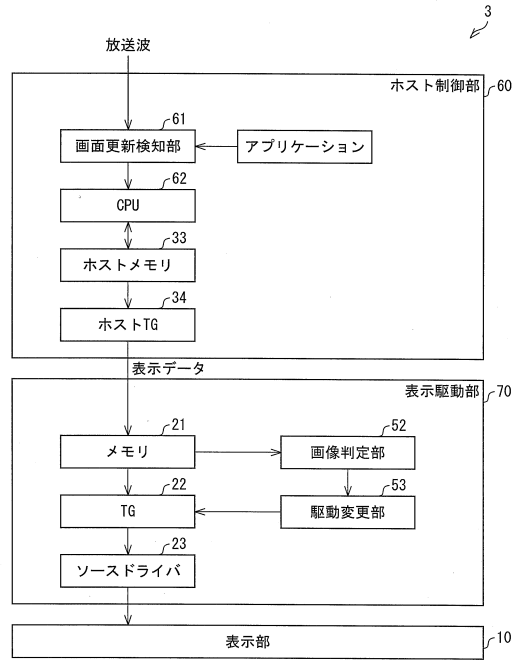 3
放送波
ホスト制御部
60
61
画面更新検知部
アプリケーション
62
CPU
33
ホストメモリ
34
ホストTG
表示データ
表示駆動部
70
21
メモリ
52
画像判定部
22
TG
53
駆動変更部
23
ソースドライバ
表示部
10